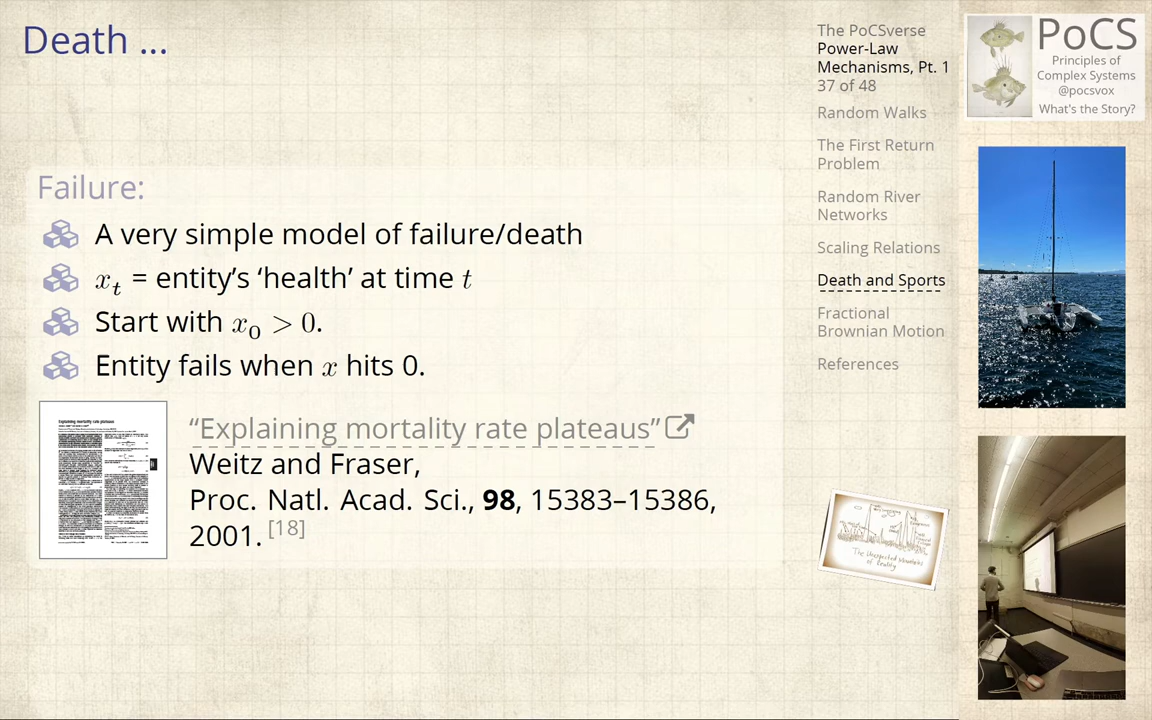 Death ...
Failure:
A very simple model of failure/death
x_t = entity's 'health' at time t
Start with x_0 > 0.
Entity fails when x hits 0.
Explaining mortality rate plateaus
“Explaining mortality rate plateaus”
Weitz and Fraser,
Proc. Natl. Acad. Sci., 98, 15383–15386,
2001. [18]
The PoCSverse
Power-Law
Mechanisms, Pt. 1
37 of 48
Random Walks
The First Return
Problem
Random River
Networks
Scaling Relations
Death and Sports
Fractional
Brownian Motion
References
The Unexpected
of
PoCS
Principles of
Complex Systems
@pocsvox
What's the Story?